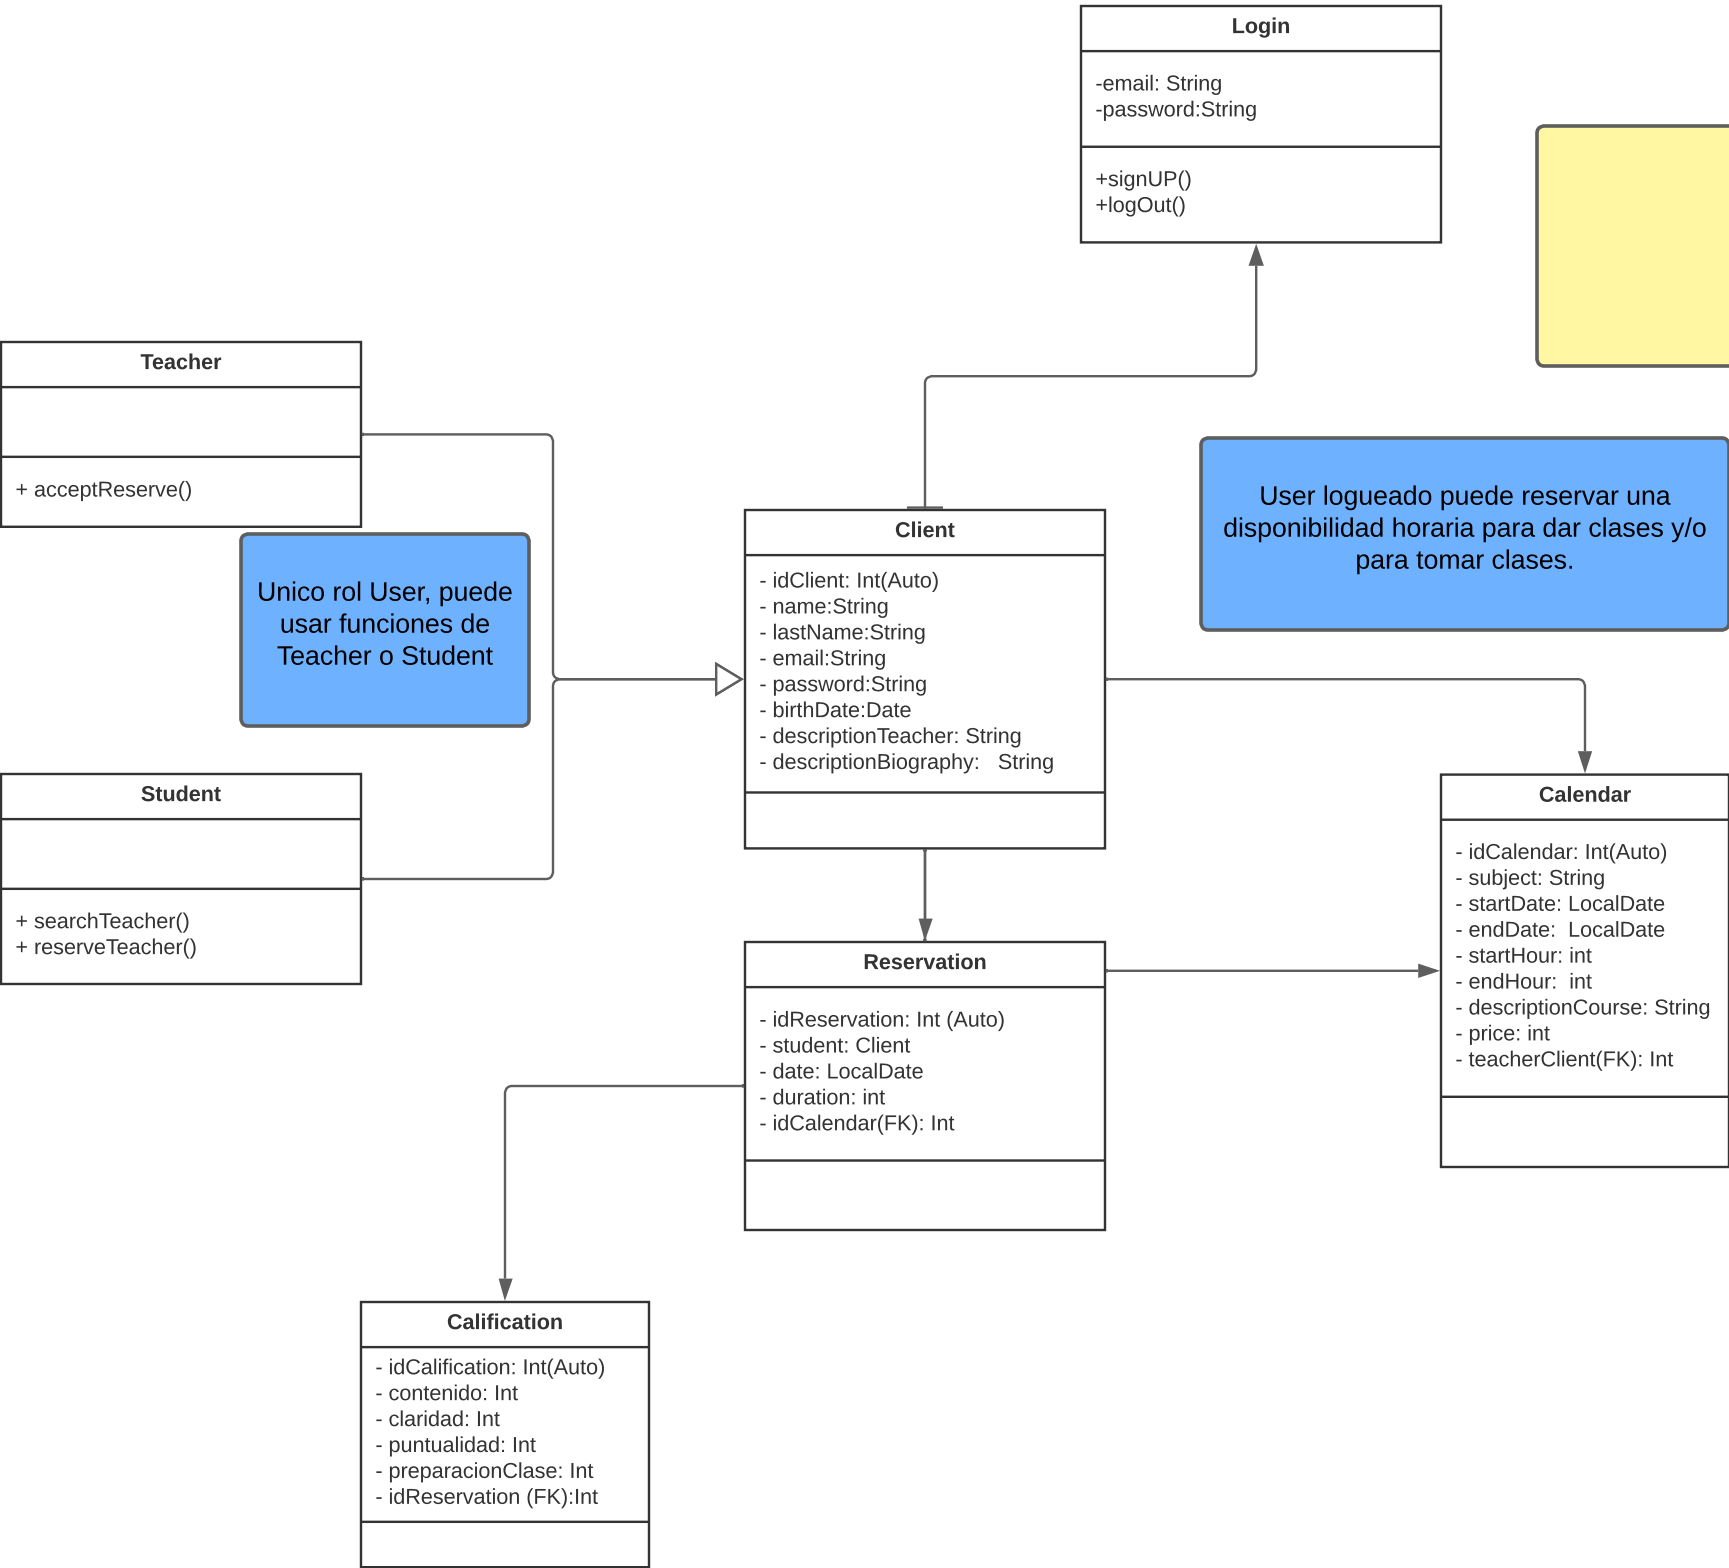 Login
-email: String
-password:String
+signUP()
+logOut()
Teacher
+ acceptReserve()
Unico rol User, puede
usar funciones de
Teacher o Student
Student
+ searchTeacher()
+ reserveTeacher()
Client
- idClient: Int(Auto)
- name:String
- lastName:String
- email:String
- password:String
- birthDate:Date
- descriptionTeacher: String
- descriptionBiography:   String
User logueado puede reservar una
disponibilidad horaria para dar clases y/o
para tomar clases.
Calendar
- idCalendar: Int(Auto)
- subject: String
- startDate: LocalDate
- endDate:  LocalDate
- startHour: int
- endHour:  int
- descriptionCourse: String
- price: int
- teacherClient(FK): Int
Reservation
- idReservation: Int (Auto)
- student: Client
- date: LocalDate
- duration: int
- idCalendar(FK): Int
Calification
- idCalification: Int(Auto)
- contenido: Int
- claridad: Int
- puntualidad: Int
- preparacionClase: Int
- idReservation (FK):Int